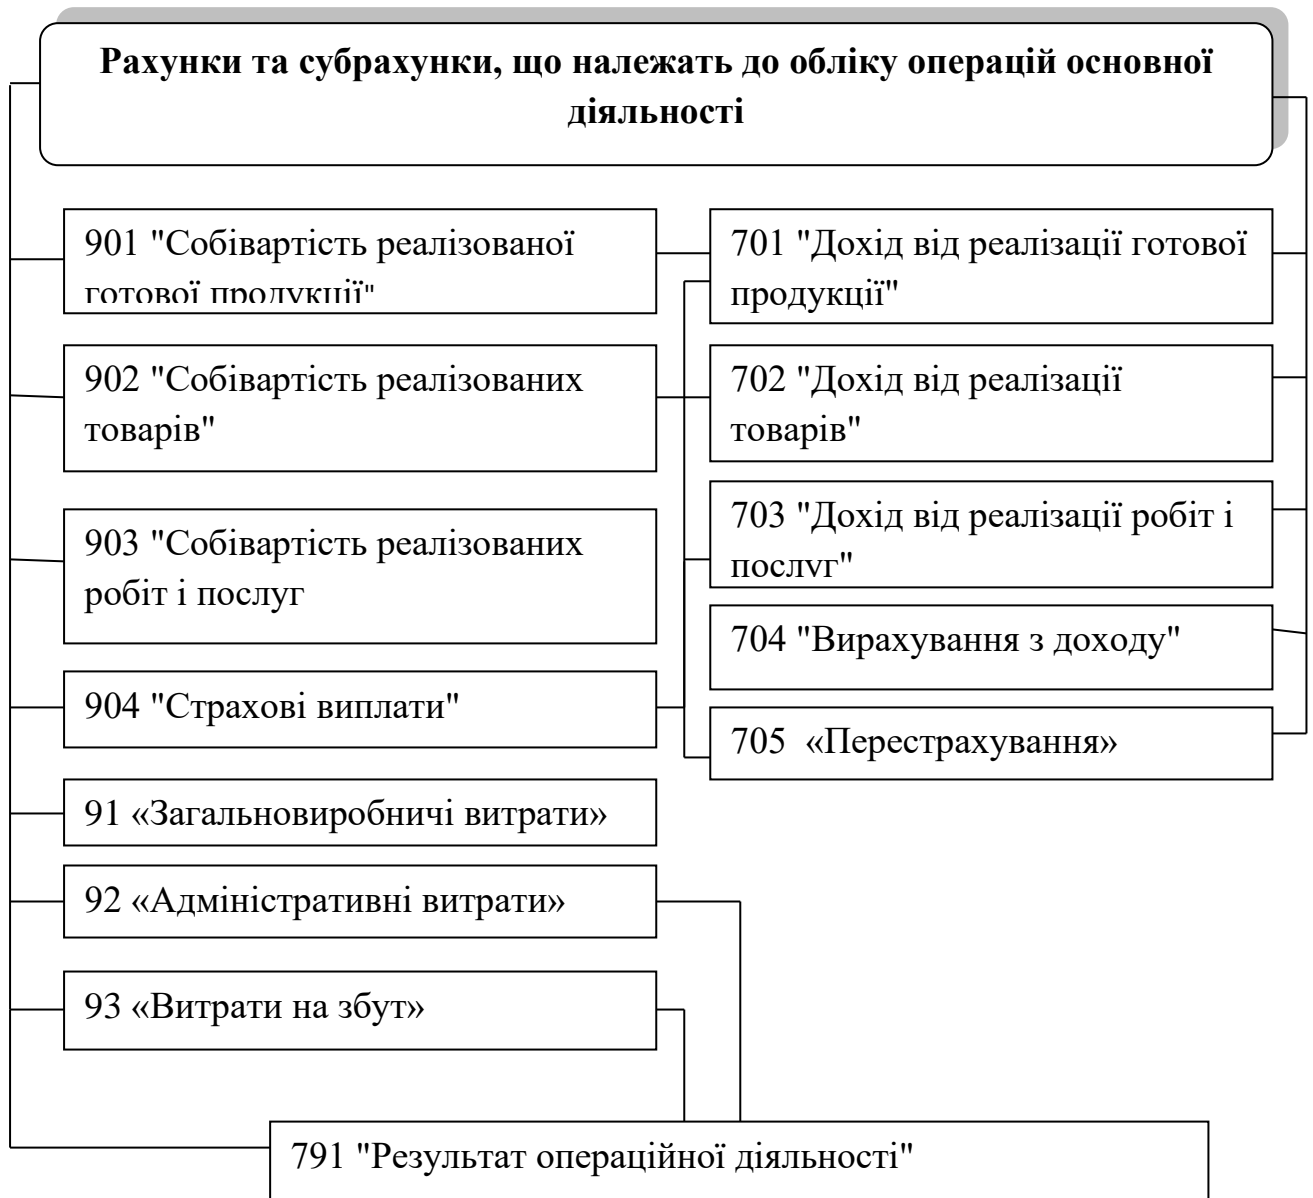 Рахунки та субрахунки, що належать до обліку операцій основної
діяльності
901 "Собівартість реалізованої
готової продукції"
701 "Дохід від реалізації готової
продукції"
902 "Собівартість реалізованих
товарів"
702 "Дохід від реалізації
товарів"
903 "Собівартість реалізованих
робіт і послуг
703 "Дохід від реалізації робіт і
послуг"
704 "Вирахування з доходу"
904 "Страхові виплати"
705 «Перестрахування»
91 «Загальновиробничі витрати»
92 «Адміністративні витрати»
93 «Витрати на збут»
791 "Результат операційної діяльності"